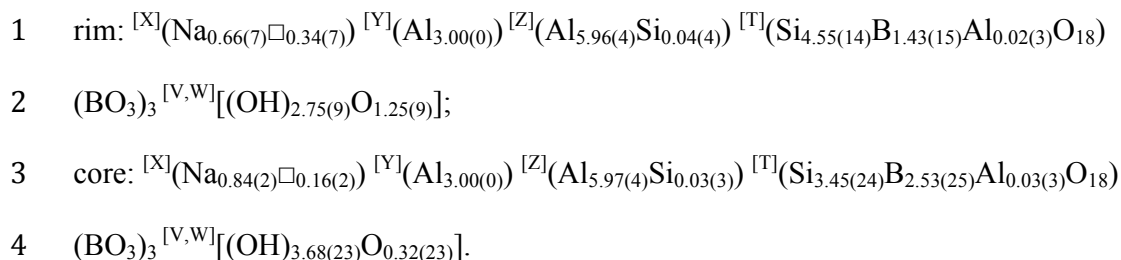 1 rim: [X](Na0.66(7)□0.34(7)) [Y](Al3.00(0)) [Z](Al5.96(4)Si0.04(4)) [T](Si4.55(14)B1.43(15)Al0.02(3)O18)
2 (BO3)3 [V,W][(OH)2.75(9)O1.25(9)];
3 core: [X](Na0.84(2)□0.16(2)) [Y](Al3.00(0)) [Z](Al5.97(4)Si0.03(3)) [T](Si3.45(24)B2.53(25)Al0.03(3)O18)
4 (BO3)3 [V,W][(OH)3.68(23)O0.32(23)].